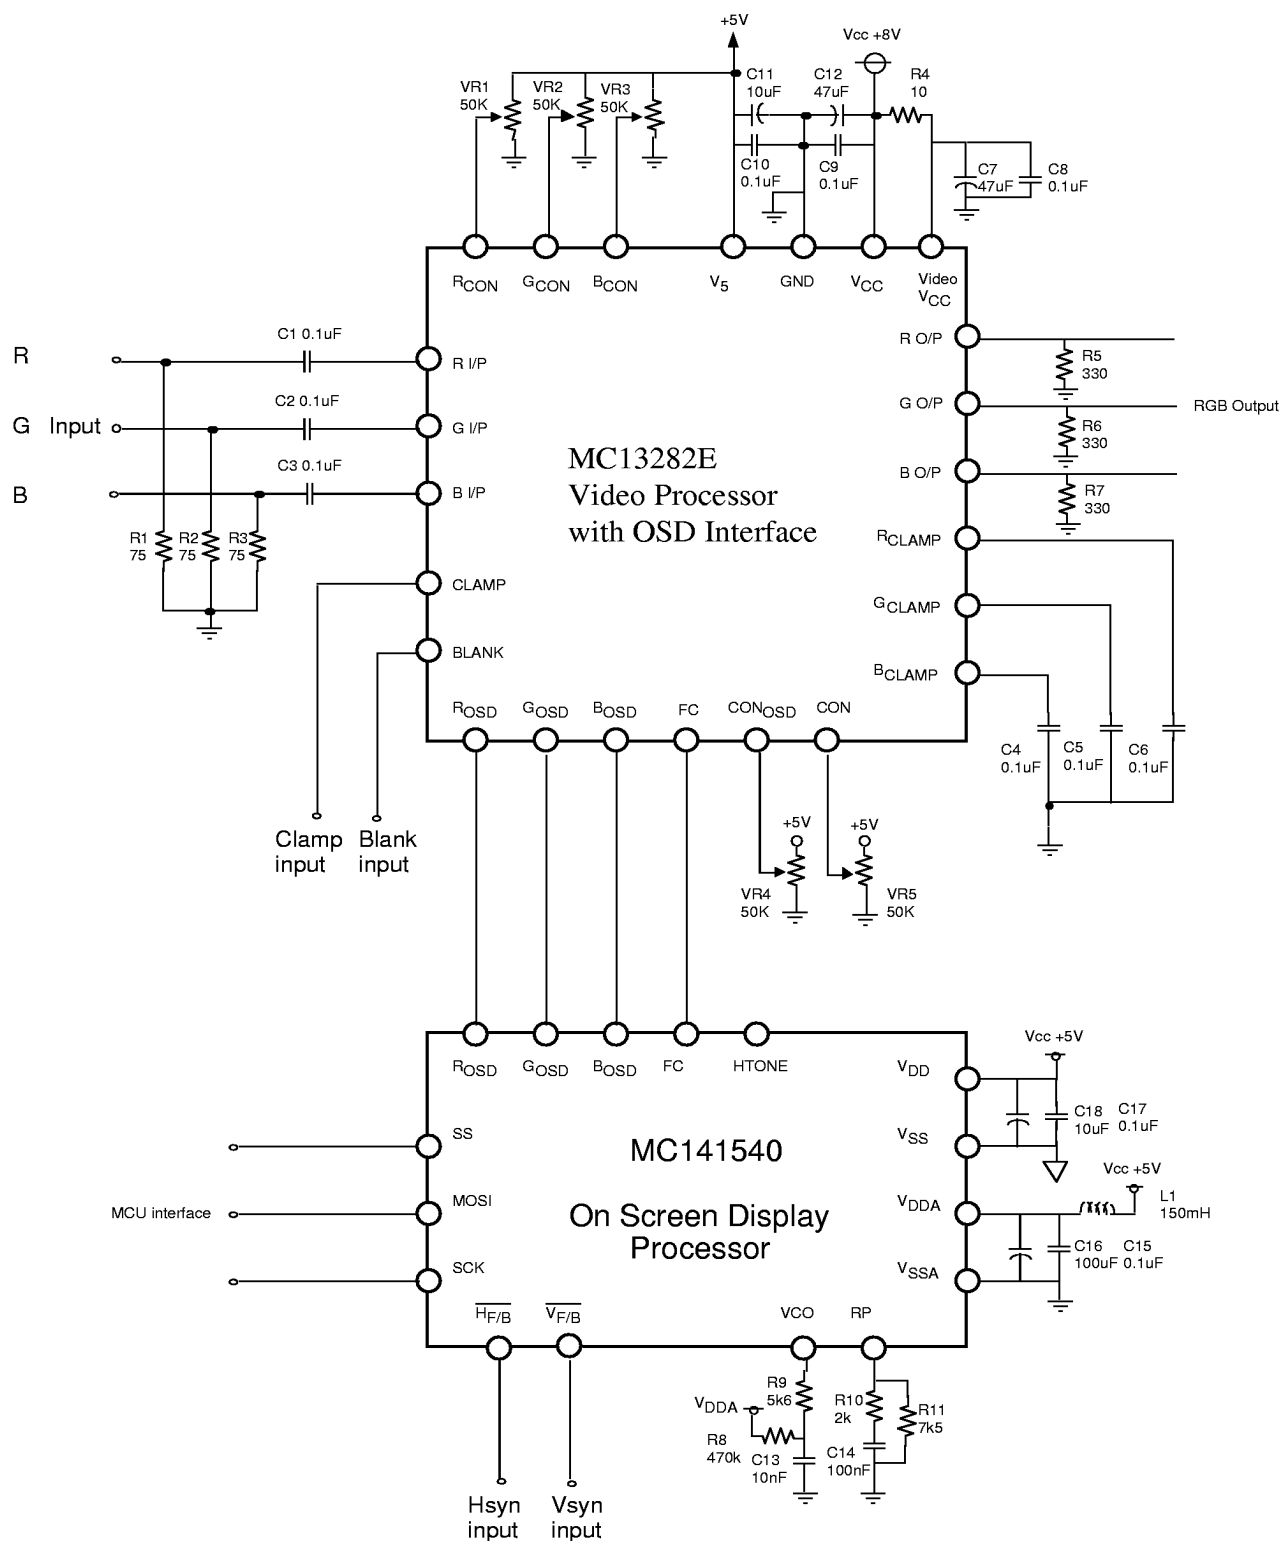 +5V
Vcc +8V
VR1
50K
VR2
50K
VR3
50K
C11
10uF
C12
47uF
R4
10
C10
0.1uF
C9
0.1uF
C7
47uF
C8
0.1uF
RCON
GCON
BCON
V5
GND
VCC
Video
VCC
R
G Input
B
C1 0.1uF
C2 0.1uF
C3 0.1uF
R1
75
R2
75
R3
75
R I/P
G I/P
B I/P
CLAMP
BLANK
MC13282E
Video Processor
with OSD Interface
R O/P
G O/P
B O/P
RCLAMP
GCLAMP
BCLAMP
R5
330
R6
330
R7
330
RGB Output
ROSD
GOSD
BOSD
FC
CONOSD
CON
C4
0.1uF
C5
0.1uF
C6
0.1uF
Clamp
input
Blank
input
+5V
+5V
VR4
50K
VR5
50K
ROSD
GOSD
BOSD
FC
HTONE
VDD
VSS
VDDA
VSSA
Vcc +5V
C18
10uF
C17
0.1uF
Vcc +5V
L1
150mH
C16
100uF
C15
0.1uF
SS
MOSI
SCK
MCU interface
MC141540
On Screen Display
Processor
HF/B
VF/B
VCO
RP
R9
5k6
VDDA
R8
470k
C13
10nF
R10
2k
R11
7k5
C14
100nF
Hsyn
input
Vsyn
input